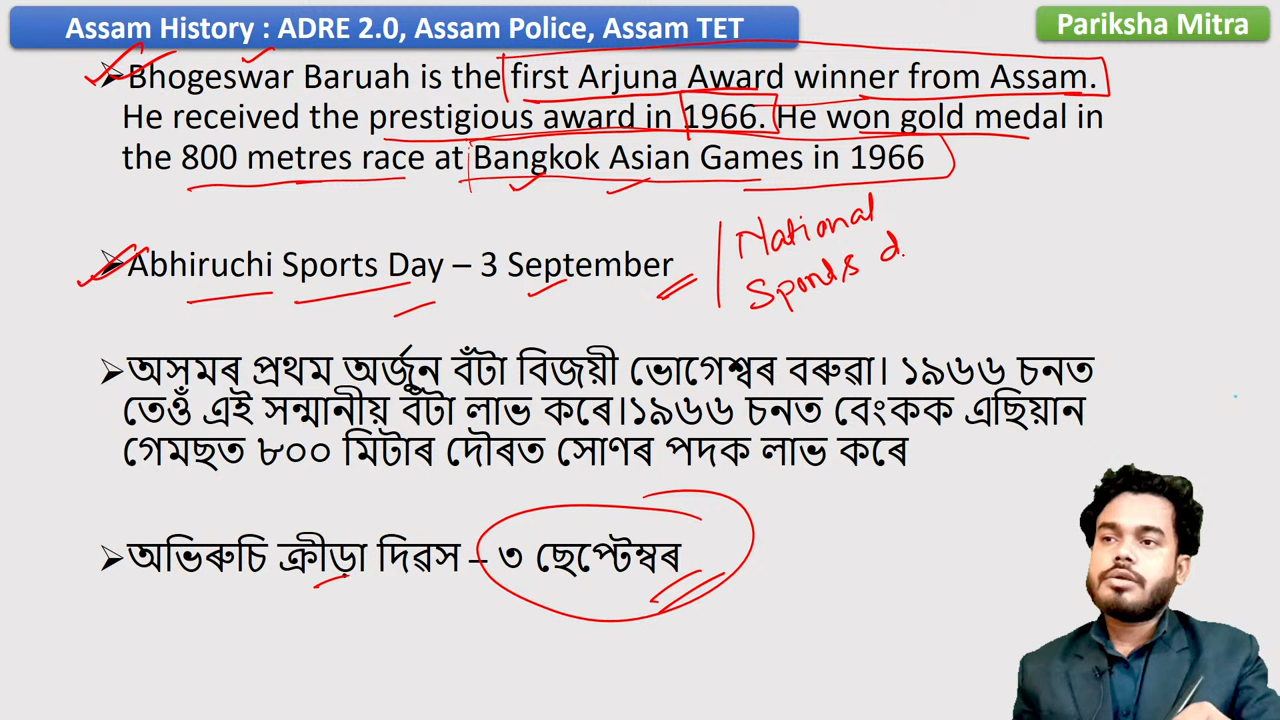 Assam History : ADRE 2.0, Assam Police, Assam TET
Pariksha Mitra
Bhogeswar Baruah is the first Arjuna Award winner from Assam.
He received the prestigious award in 1966. He won gold medal in
the 800 metres race at Bangkok Asian Games in 1966
Abhiruchi Sports Day – 3 September
National
Sports d
অসমৰ প্ৰথম অৰ্জুন বঁটা বিজয়ী ভোগেশ্বৰ বৰুৱা। ১৯৬৬ চনত
তেওঁ এই সন্মানীয় বঁটা লাভ কৰে।১৯৬৬ চনত বেংকক এছিয়ান
গেমছত ৮০০ মিটাৰ দৌৰত সোণৰ পদক লাভ কৰে
অভিৰুচি ক্ৰীড়া দিৱস – ৩ ছেপ্টেম্বৰ